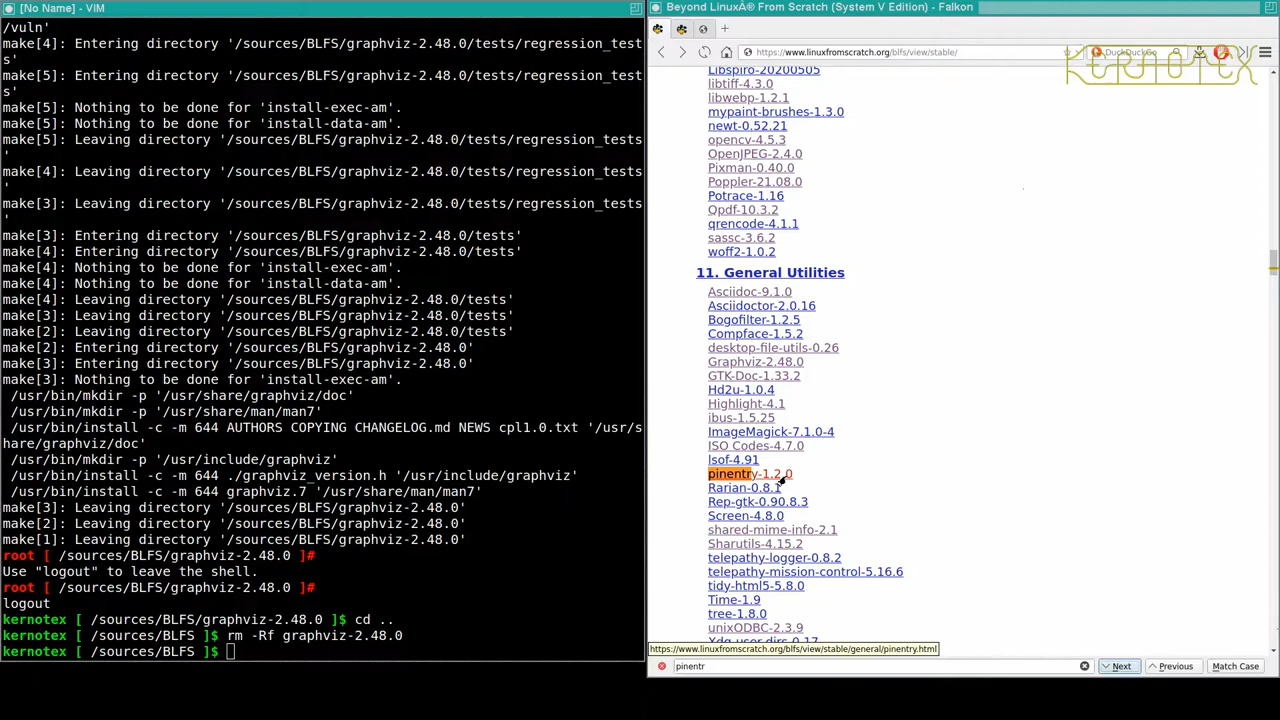 [No Name] - VIM
/vuln'
make[4]: Entering directory '/sources/BLFS/graphviz-2.48.0/tests/regression_test
s'
make[5]: Entering directory '/sources/BLFS/graphviz-2.48.0/tests/regression_test
s'
make[5]: Nothing to be done for 'install-exec-am'.
make[5]: Nothing to be done for 'install-data-am'.
make[5]: Leaving directory '/sources/BLFS/graphviz-2.48.0/tests/regression_tests
'
make[4]: Leaving directory '/sources/BLFS/graphviz-2.48.0/tests/regression_tests
'
make[3]: Leaving directory '/sources/BLFS/graphviz-2.48.0/tests/regression_tests
'
make[3]: Entering directory '/sources/BLFS/graphviz-2.48.0/tests'
make[4]: Entering directory '/sources/BLFS/graphviz-2.48.0/tests'
make[4]: Nothing to be done for 'install-exec-am'.
make[4]: Nothing to be done for 'install-data-am'.
make[4]: Leaving directory '/sources/BLFS/graphviz-2.48.0/tests'
make[3]: Leaving directory '/sources/BLFS/graphviz-2.48.0/tests'
make[2]: Leaving directory '/sources/BLFS/graphviz-2.48.0/tests'
make[2]: Entering directory '/sources/BLFS/graphviz-2.48.0'
make[3]: Entering directory '/sources/BLFS/graphviz-2.48.0'
make[3]: Nothing to be done for 'install-exec-am'.
/usr/bin/mkdir -p '/usr/share/graphviz/doc'
/usr/bin/mkdir -p '/usr/share/man/man7'
/usr/bin/install -c -m 644 AUTHORS COPYING CHANGELOG.md NEWS cpl1.0.txt '/usr/s
hare/graphviz/doc'
/usr/bin/mkdir -p '/usr/include/graphviz'
/usr/bin/install -c -m 644 ./graphviz_version.h '/usr/include/graphviz'
/usr/bin/install -c -m 644 graphviz.7 '/usr/share/man/man7'
make[3]: Leaving directory '/sources/BLFS/graphviz-2.48.0'
make[2]: Leaving directory '/sources/BLFS/graphviz-2.48.0'
make[1]: Leaving directory '/sources/BLFS/graphviz-2.48.0'
root [ /sources/BLFS/graphviz-2.48.0 ]#
Use "logout" to leave the shell.
root [ /sources/BLFS/graphviz-2.48.0 ]#
logout
kernotex [ /sources/BLFS/graphviz-2.48.0 ]$ cd ..
kernotex [ /sources/BLFS ]$ rm -Rf graphviz-2.48.0
kernotex [ /sources/BLFS ]$
Beyond LinuxÂ® From Scratch (System V Edition) - Falkon
https://www.linuxfromscratch.org/blfs/view/stable/
DuckDuckGo
KERNOTEX
Libspiro-20200505
libtiff-4.3.0
libwebp-1.2.1
mypaint-brushes-1.3.0
newt-0.52.21
opencv-4.5.3
OpenJPEG-2.4.0
Pixman-0.40.0
Poppler-21.08.0
Potrace-1.16
Qpdf-10.3.2
qrencode-4.1.1
sassc-3.6.2
woff2-1.0.2
11. General Utilities
Asciidoc-9.1.0
Asciidoctor-2.0.16
Bogofilter-1.2.5
Compface-1.5.2
desktop-file-utils-0.26
Graphviz-2.48.0
GTK-Doc-1.33.2
Hd2u-1.0.4
Highlight-4.1
ibus-1.5.25
ImageMagick-7.1.0-4
ISO Codes-4.7.0
lsof-4.91
pinentry-1.2.0
Rarian-0.8.1
Rep-gtk-0.90.8.3
Screen-4.8.0
shared-mime-info-2.1
Sharutils-4.15.2
telepathy-logger-0.8.2
telepathy-mission-control-5.16.6
tidy-html5-5.8.0
Time-1.9
tree-1.8.0
unixODBC-2.3.9
Xdg-user-dirs-0.17
https://www.linuxfromscratch.org/blfs/view/stable/general/pinentry.html
pinentr
Next
Previous
Match Case